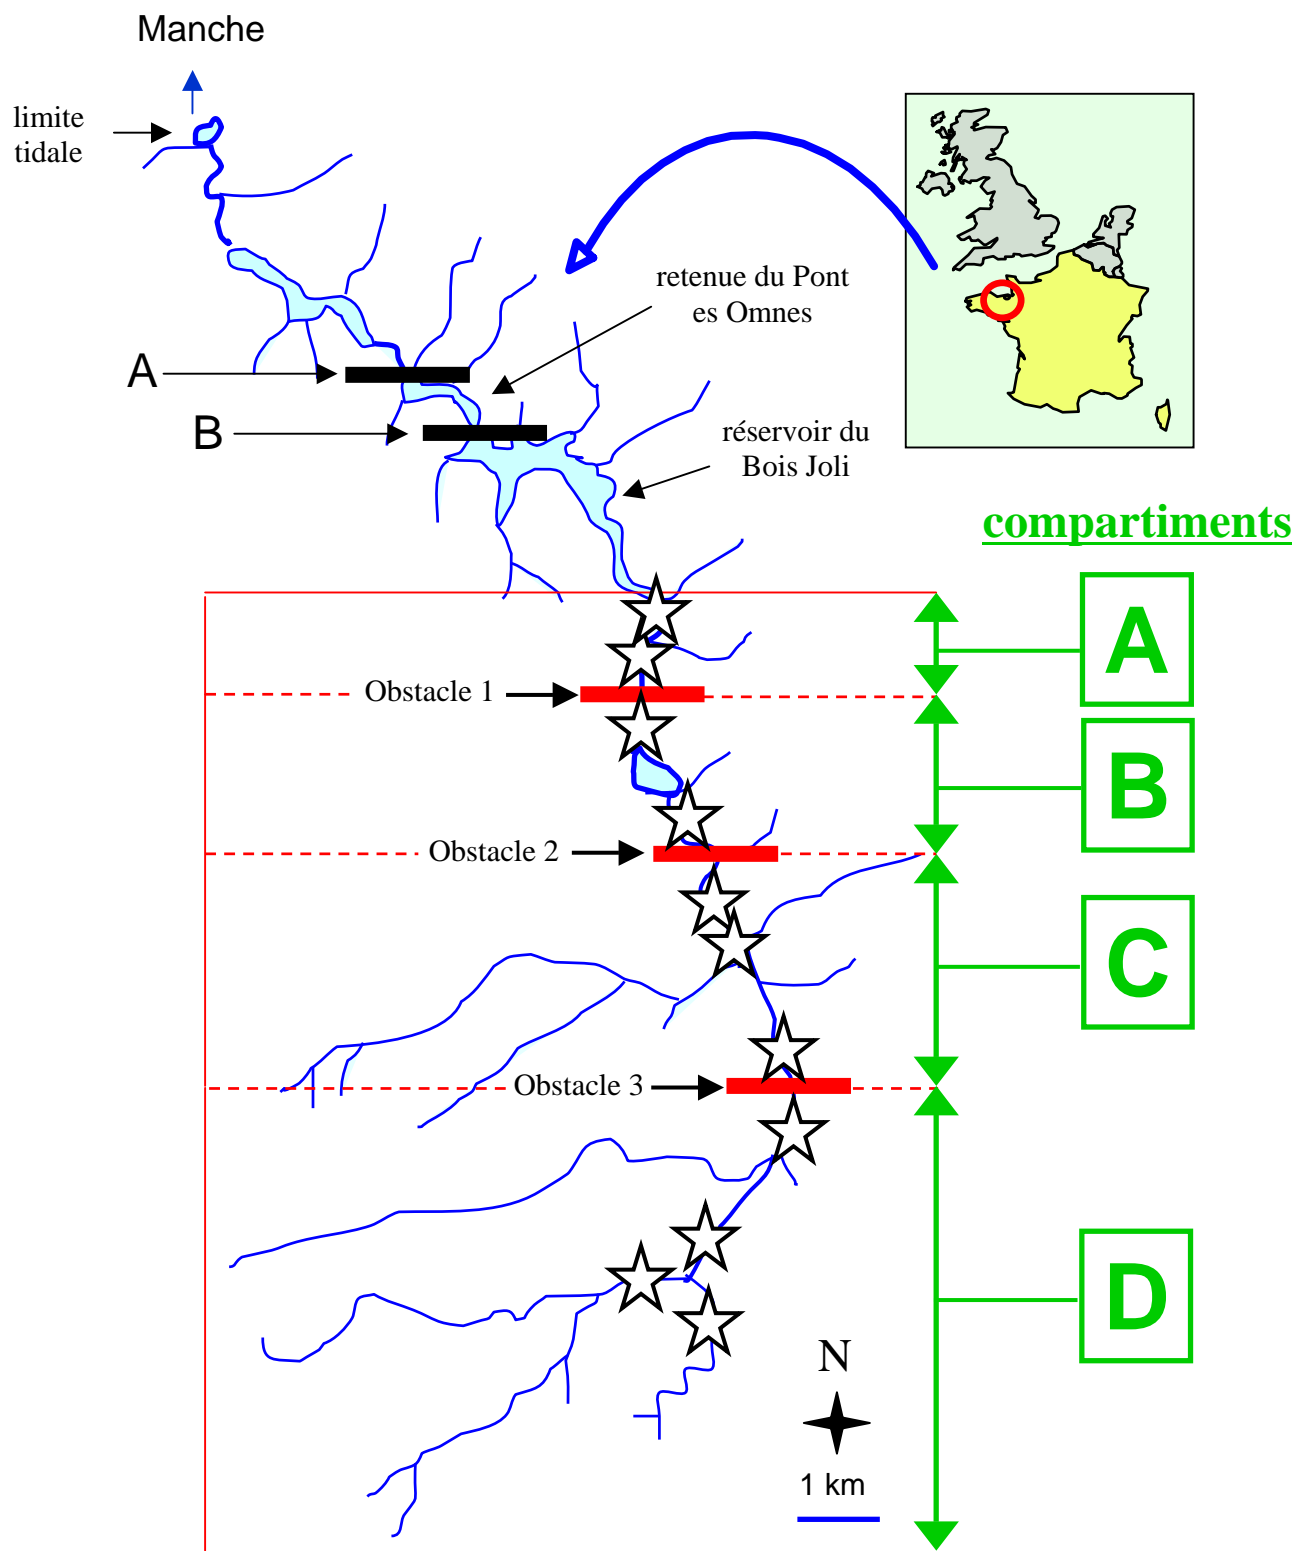 Manche
limite
tidale
retenue du Pont
es Omnes
A
B
réservoir du
Bois Joli
compartiments
A
Obstacle 1
B
Obstacle 2
C
Obstacle 3
D
N
1 km